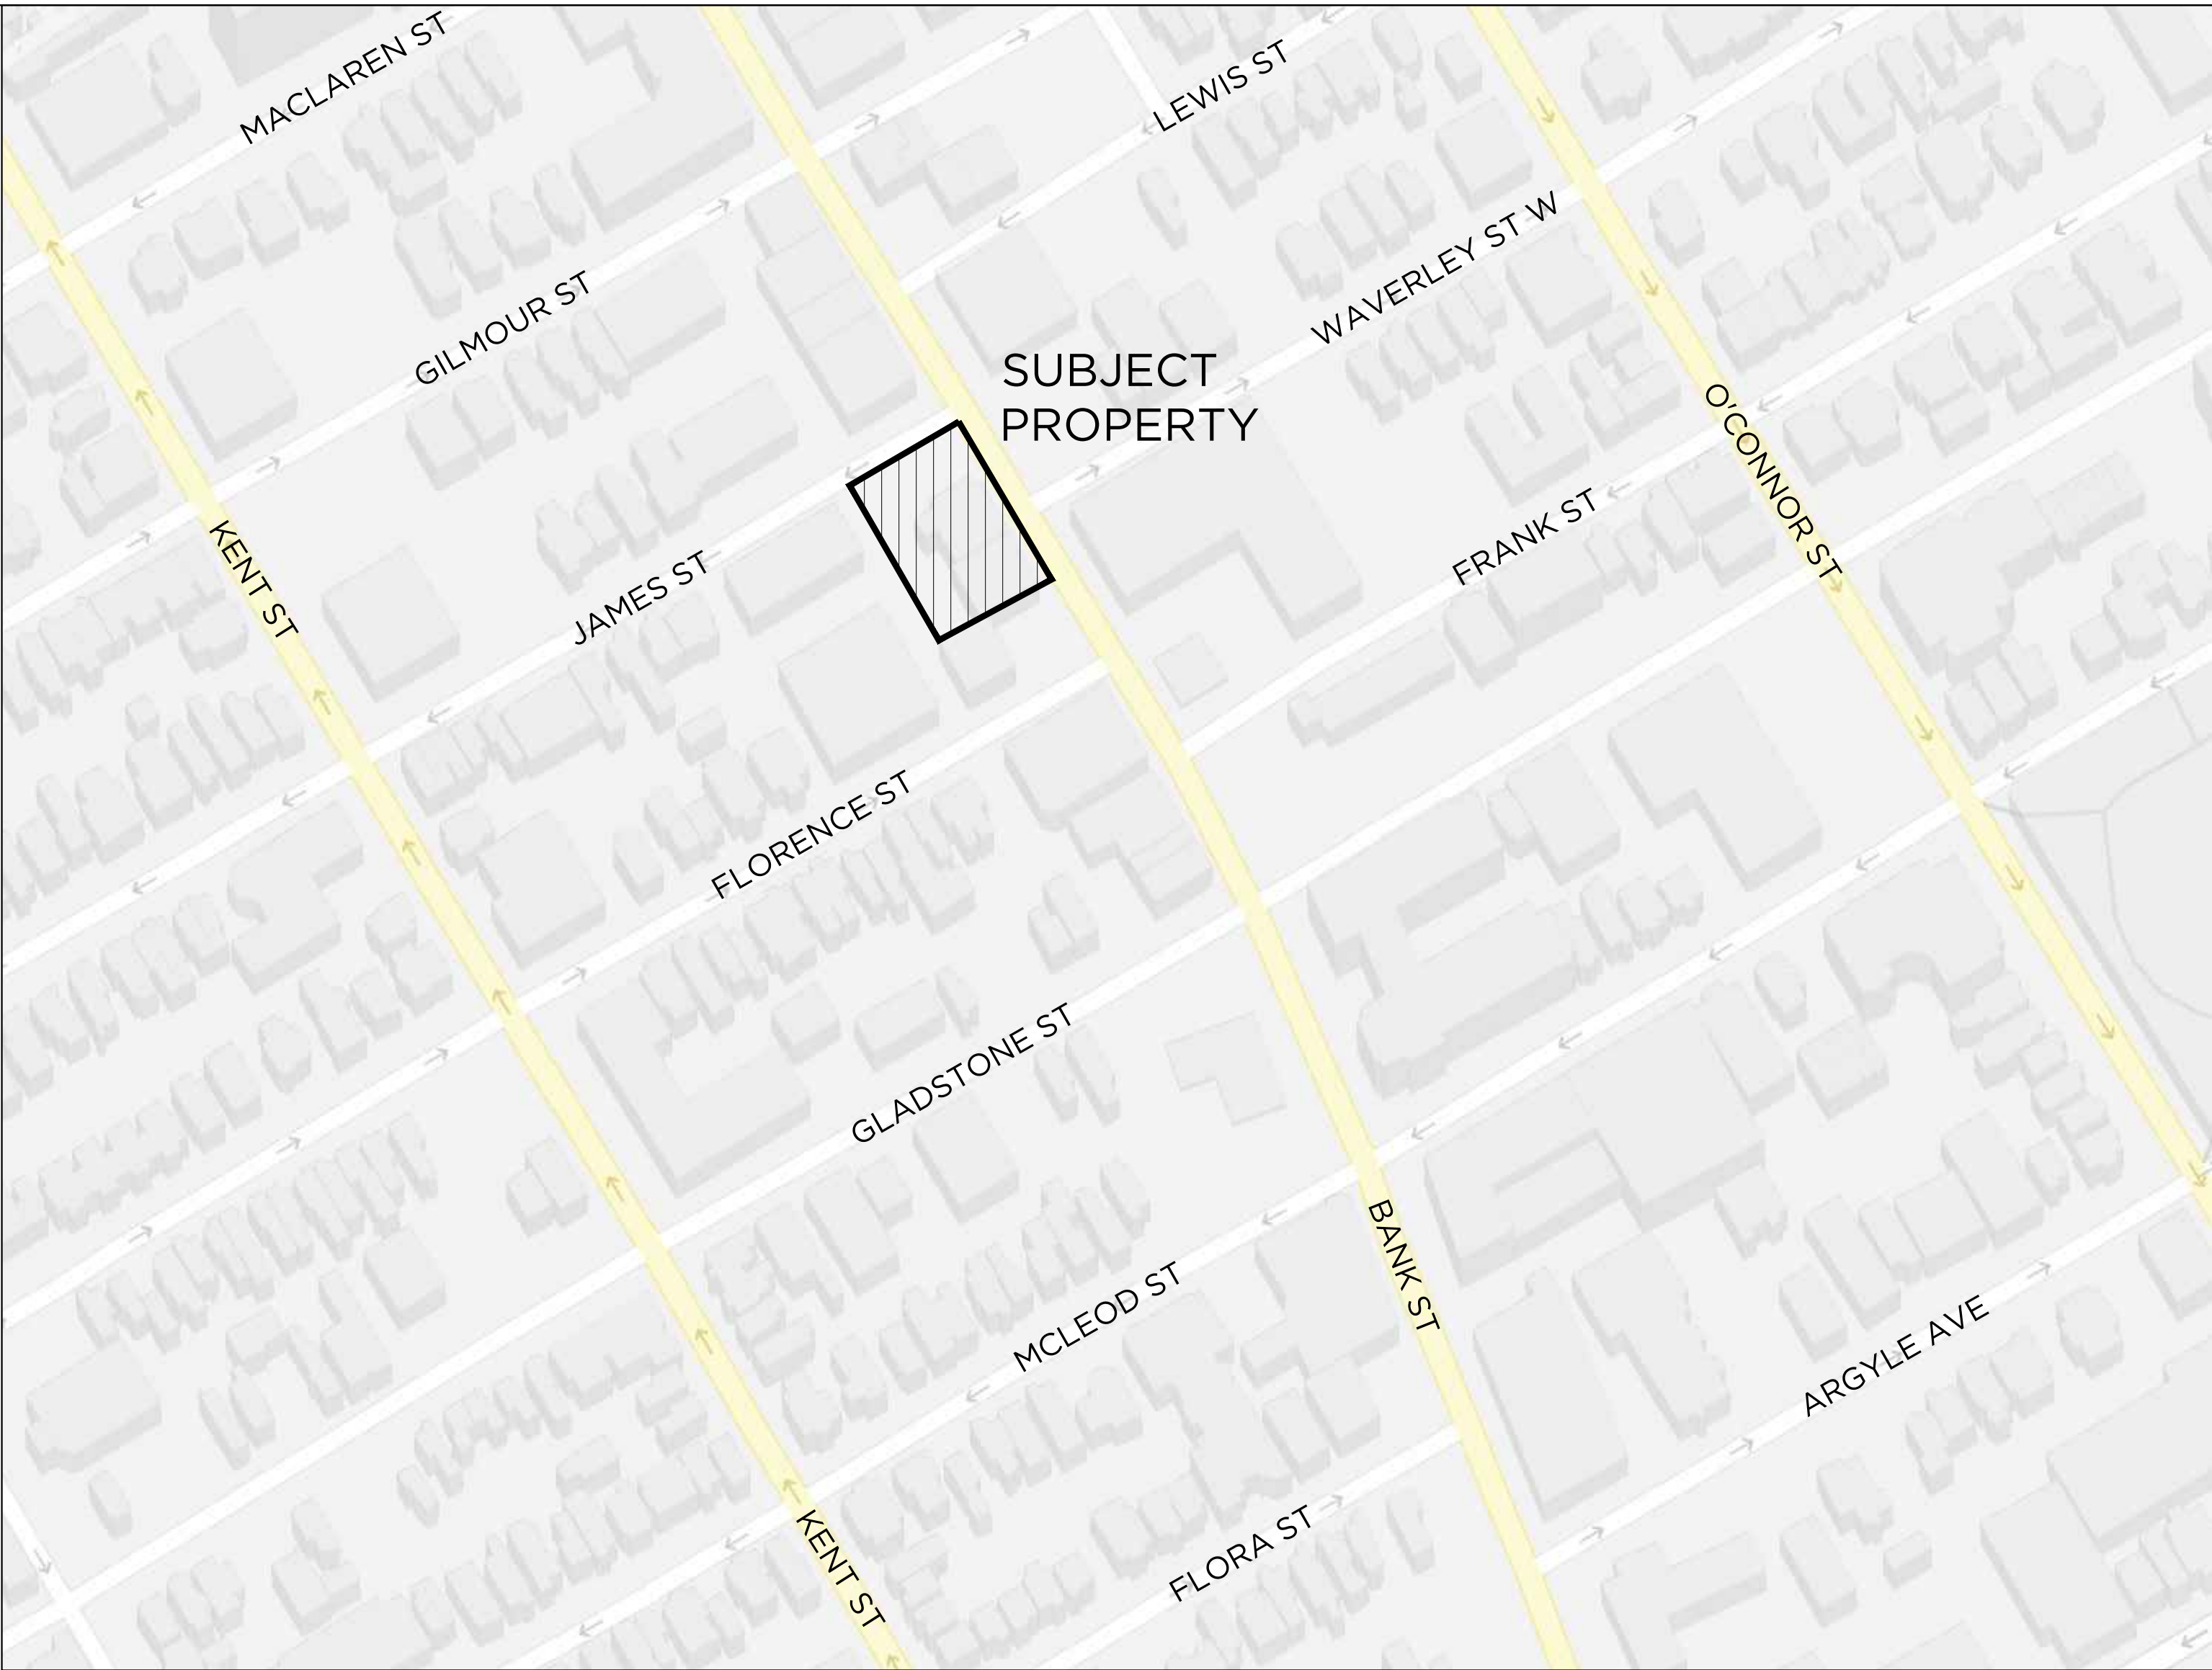 MACLAREN ST
LEWIS ST
GILMOUR ST
WAVERLEY ST W
SUBJECT
PROPERTY
O'CONNOR ST
KENT ST
JAMES ST
FRANK ST
FLORENCE ST
GLADSTONE ST
BANK ST
MCLEOD ST
ARGYLE AVE
FLORA ST
KENT ST